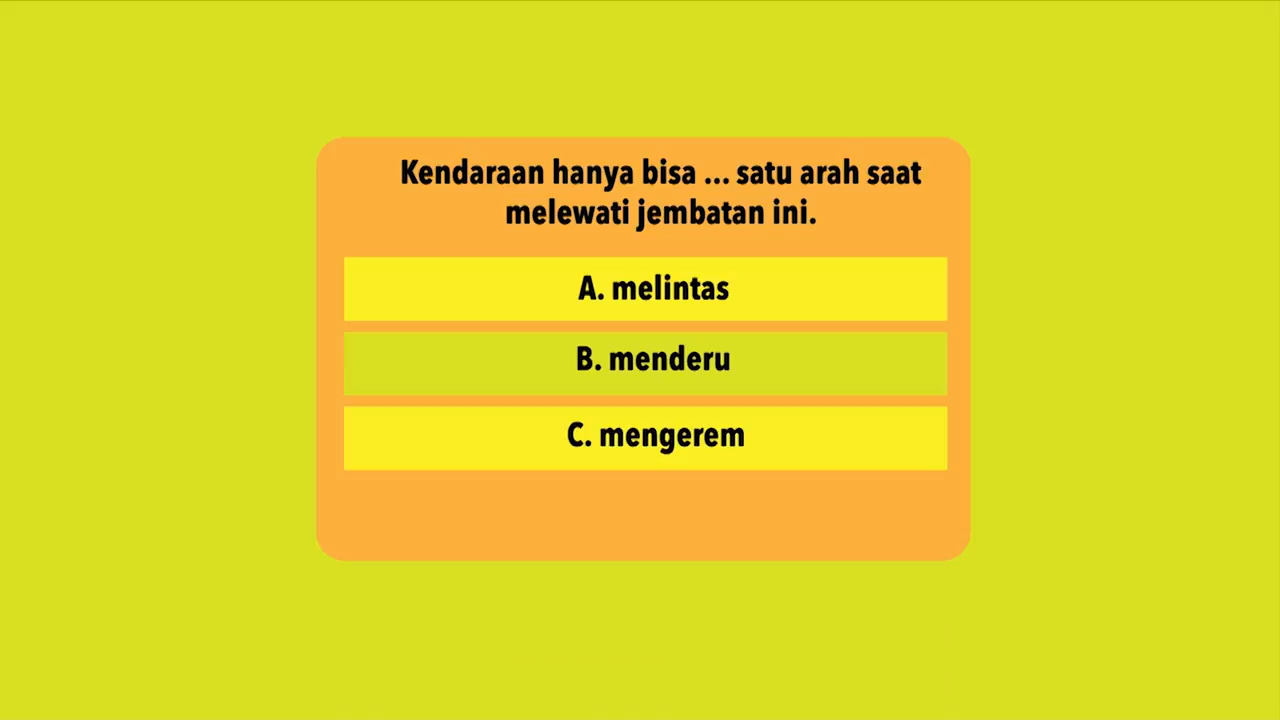 Kendaraan hanya bisa ... satu arah saat
melewati jembatan ini.
A. melintas
B. menderu
C. mengerem